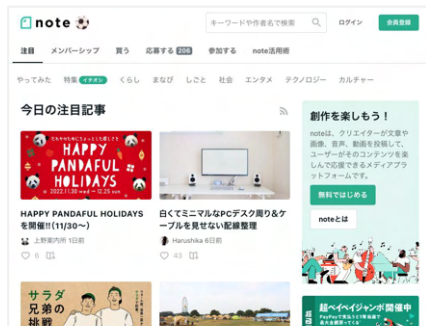 note
キーワードや作者名で検索
ログイン
会員登録
注目 メンバーシップ 買う 応募する 206 参加する note活用術
やってみた 特集 イチオシ くらし まなび しごと 社会 エンタメ テクノロジー カルチャー
今日の注目記事
HAPPY
PANDAFUL
HOLIDAYS
2022.11.30 wed - 12.25 sun
HAPPY PANDAFUL HOLIDAYS
を開催!!（11/30〜）
上野案内所 1日前
6
白くてミニマルなPCデスク周り&ケ
ーブルを見せない配線整理
Harushika 6日前
43
創作を楽しもう！
noteは、クリエイターが文章や
画像、音声、動画を投稿して、
ユーザーがそのコンテンツを楽
しんで応援できるメディアプラッ
トフォームです。
無料ではじめる
noteとは
サラダ
兄弟の
挑戦
超ペイペイジャンボ開催中